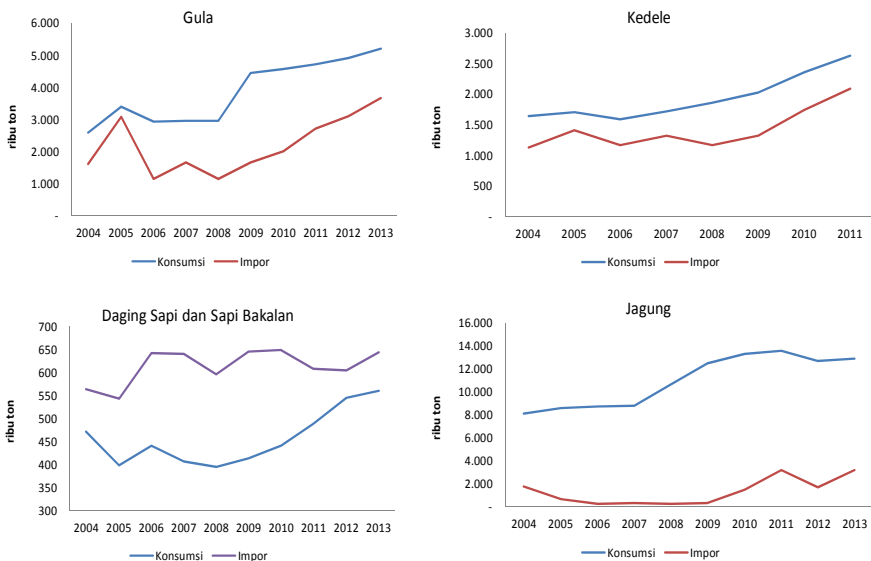 Gula
6.000
5.000
4.000
3.000
2.000
1.000
-
ribu ton
2004 2005 2006 2007 2008 2009 2010 2011 2012 2013
Konsumsi Impor
Kedele
3.000
2.500
2.000
1.500
1.000
500
-
ribu ton
2004 2005 2006 2007 2008 2009 2010 2011
Konsumsi Impor
Daging Sapi dan Sapi Bakalan
700
650
600
550
500
450
400
350
300
ribu ton
2004 2005 2006 2007 2008 2009 2010 2011 2012 2013
Konsumsi Impor
Jagung
16.000
14.000
12.000
10.000
8.000
6.000
4.000
2.000
-
ribu ton
2004 2005 2006 2007 2008 2009 2010 2011 2012 2013
Konsumsi Impor